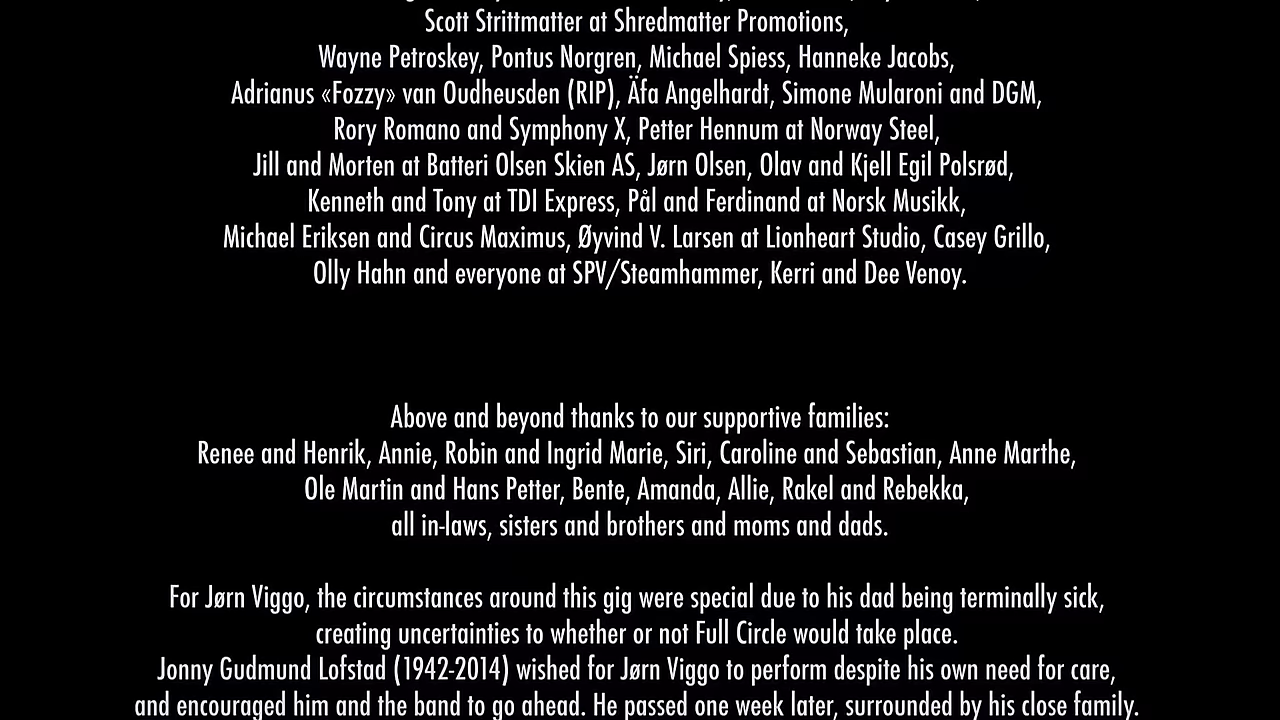 Scott Strittmatter at Shredmatter Promotions,
Wayne Petroskey, Pontus Norgren, Michael Spiess, Hanneke Jacobs,
Adrianus «Fozzy» van Oudheusden (RIP), Äfa Angelhardt, Simone Mularoni and DGM,
Rory Romano and Symphony X, Petter Hennum at Norway Steel,
Jill and Morten at Batteri Olsen Skien AS, Jørn Olsen, Olav and Kjell Egil Polsrød,
Kenneth and Tony at TDI Express, Pål and Ferdinand at Norsk Musikk,
Michael Eriksen and Circus Maximus, Øyvind V. Larsen at Lionheart Studio, Casey Grillo,
Olly Hahn and everyone at SPV/Steamhammer, Kerri and Dee Venoy.
Above and beyond thanks to our supportive families:
Renee and Henrik, Annie, Robin and Ingrid Marie, Siri, Caroline and Sebastian, Anne Marthe,
Ole Martin and Hans Petter, Bente, Amanda, Allie, Rakel and Rebekka,
all in-laws, sisters and brothers and moms and dads.
For Jørn Viggo, the circumstances around this gig were special due to his dad being terminally sick,
creating uncertainties to whether or not Full Circle would take place.
Jonny Gudmund Lofstad (1942-2014) wished for Jørn Viggo to perform despite his own need for care,
and encouraged him and the band to go ahead. He passed one week later, surrounded by his close family.